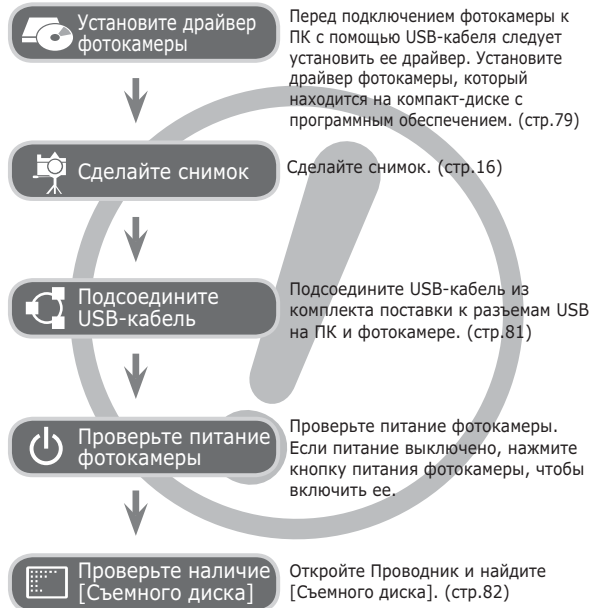 Установите драйвер
фотокамеры
Перед подключением фотокамеры к
ПК с помощью USB-кабеля следует
установить ее драйвер. Установите
драйвер фотокамеры, который
находится на компакт-диске с
программным обеспечением. (стр.79)
Сделайте снимок
Сделайте снимок. (стр.16)
Подсоедините
USB-кабель
Подсоедините USB-кабель из
комплекта поставки к разъемам USB
на ПК и фотокамере. (стр.81)
Проверьте питание
фотокамеры
Проверьте питание фотокамеры.
Если питание выключено, нажмите
кнопку питания фотокамеры, чтобы
включить ее.
Проверьте наличие
[Съемного диска]
Откройте Проводник и найдите
[Съемного диска]. (стр.82)